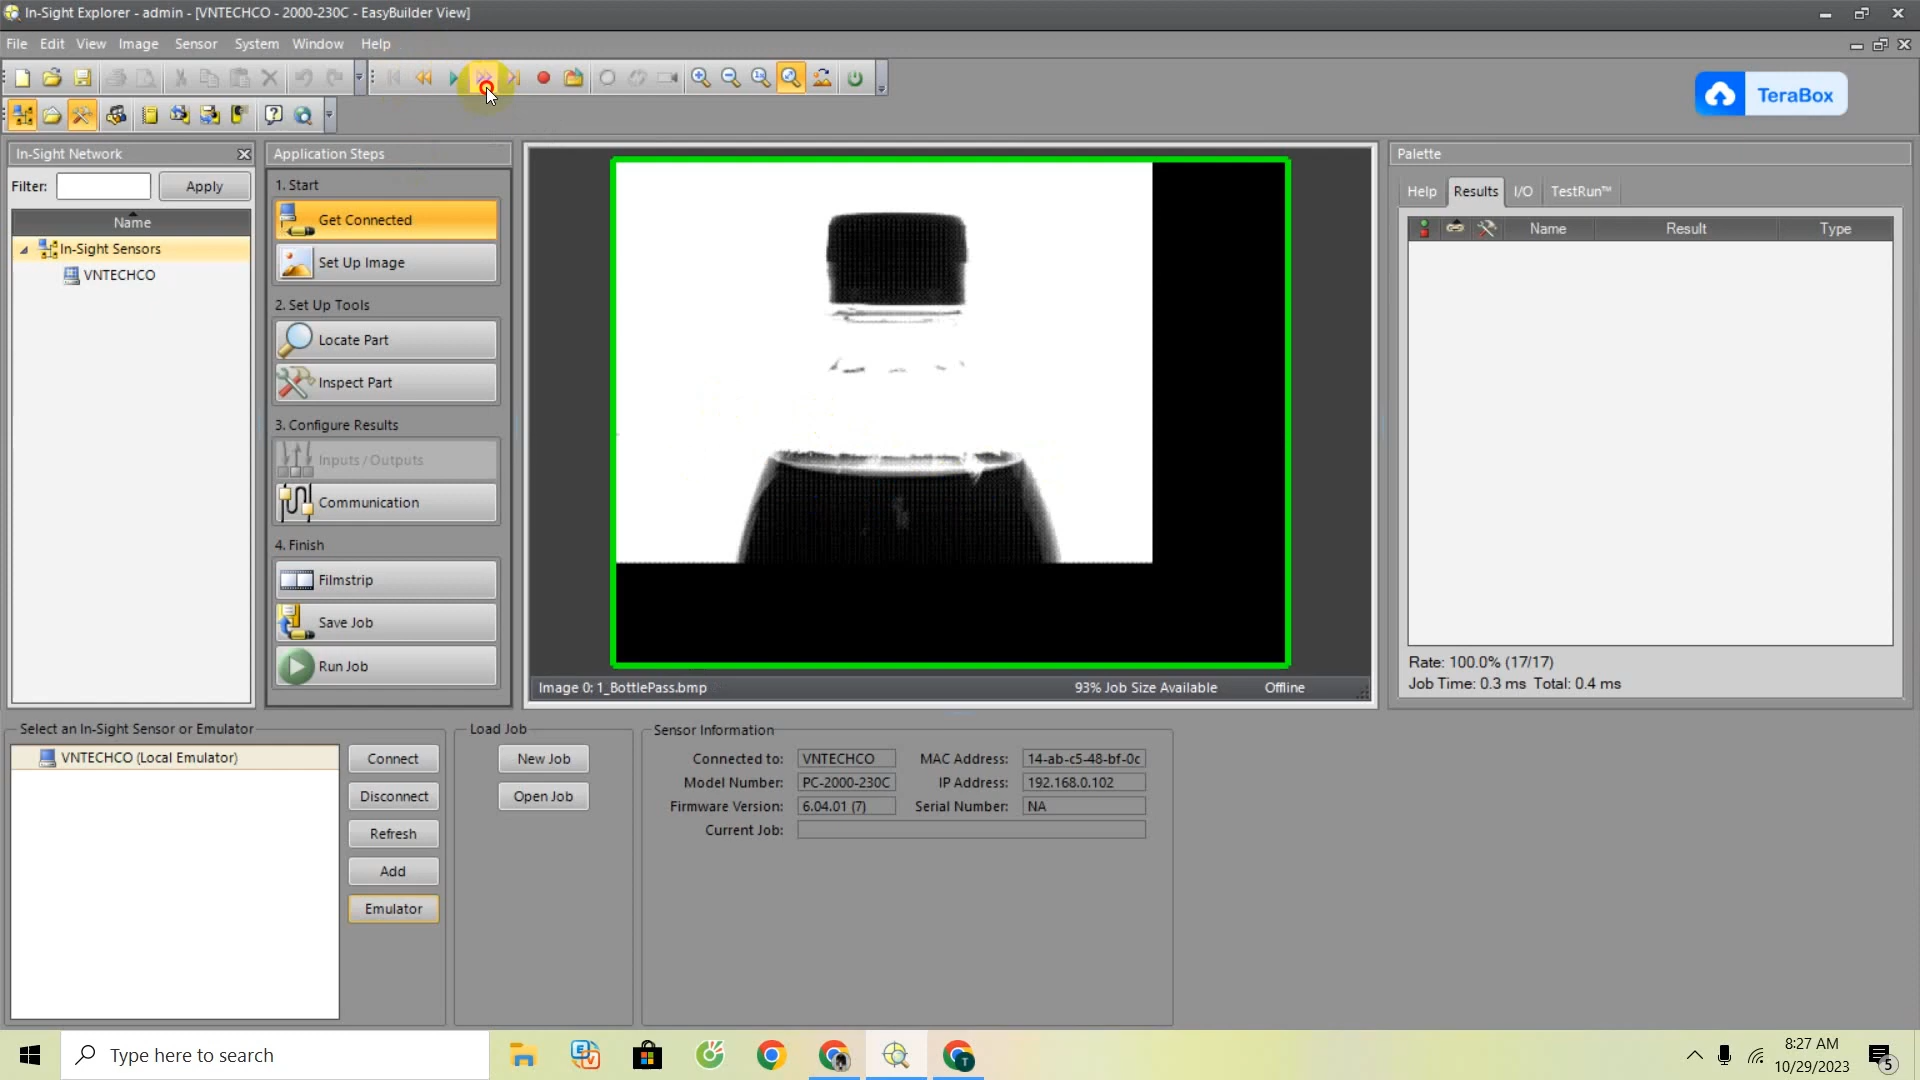 In-Sight Explorer - admin - [VNTECHCO - 2000-230C - EasyBuilder View]
File Edit View Image Sensor System Window Help
TeraBox
In-Sight Network
Filter:
Apply
Name
In-Sight Sensors
VNTECHCO
Application Steps
1. Start
Get Connected
Set Up Image
2. Set Up Tools
Locate Part
Inspect Part
3. Configure Results
Inputs / Outputs
Communication
4. Finish
Filmstrip
Save Job
Run Job
Image 0: 1_BottlePass.bmp
93% Job Size Available
Offline
Palette
Help Results I/O TestRun™
Name Result Type
Rate: 100.0% (17/17)
Job Time: 0.3 ms Total: 0.4 ms
Select an In-Sight Sensor or Emulator
VNTECHCO (Local Emulator)
Connect
Disconnect
Refresh
Add
Emulator
Load Job
New Job
Open Job
Sensor Information
Connected to: VNTECHCO MAC Address: 14-ab-c5-48-bf-0c
Model Number: PC-2000-230C IP Address: 192.168.0.102
Firmware Version: 6.04.01 (7) Serial Number: NA
Current Job:
Type here to search
8:27 AM
10/29/2023
5